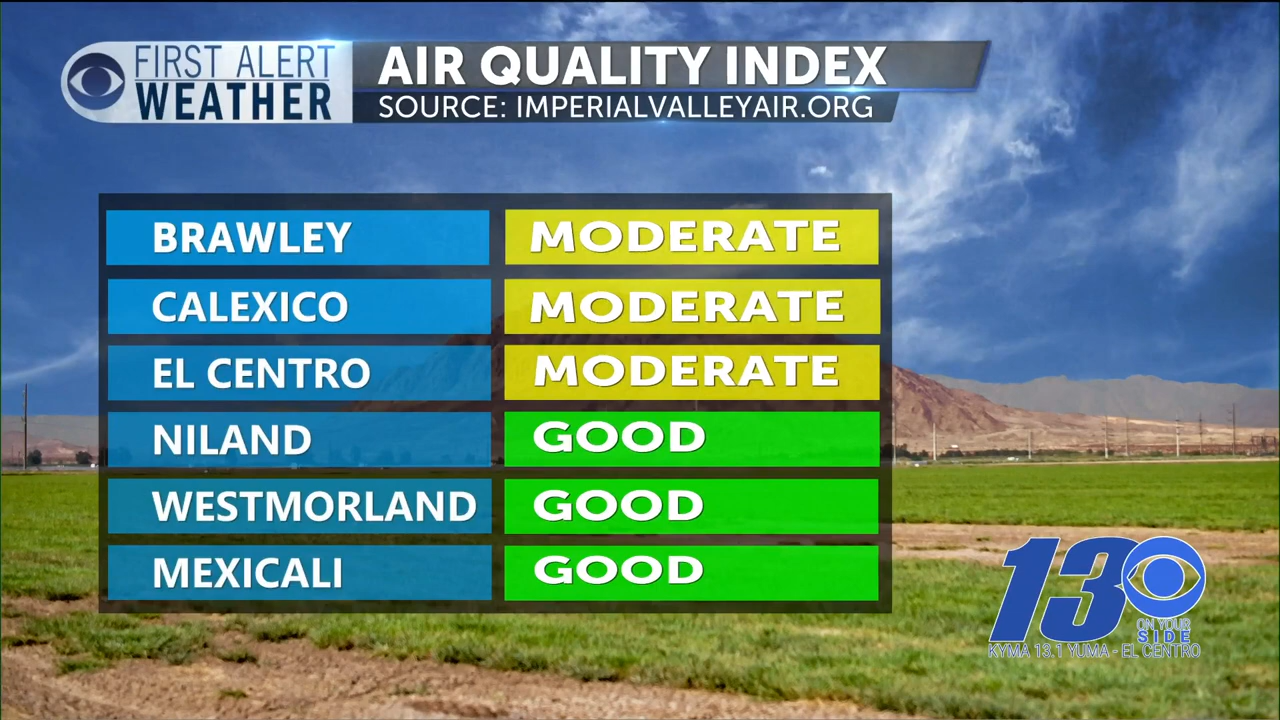 FIRST ALERT
WEATHER
AIR QUALITY INDEX
SOURCE: IMPERIALVALLEYAIR.ORG
BRAWLEY MODERATE
CALEXICO MODERATE
EL CENTRO MODERATE
NILAND GOOD
WESTMORLAND GOOD
MEXICALI GOOD
13
ON YOUR
SIDE
KYMA 13.1 YUMA - EL CENTRO